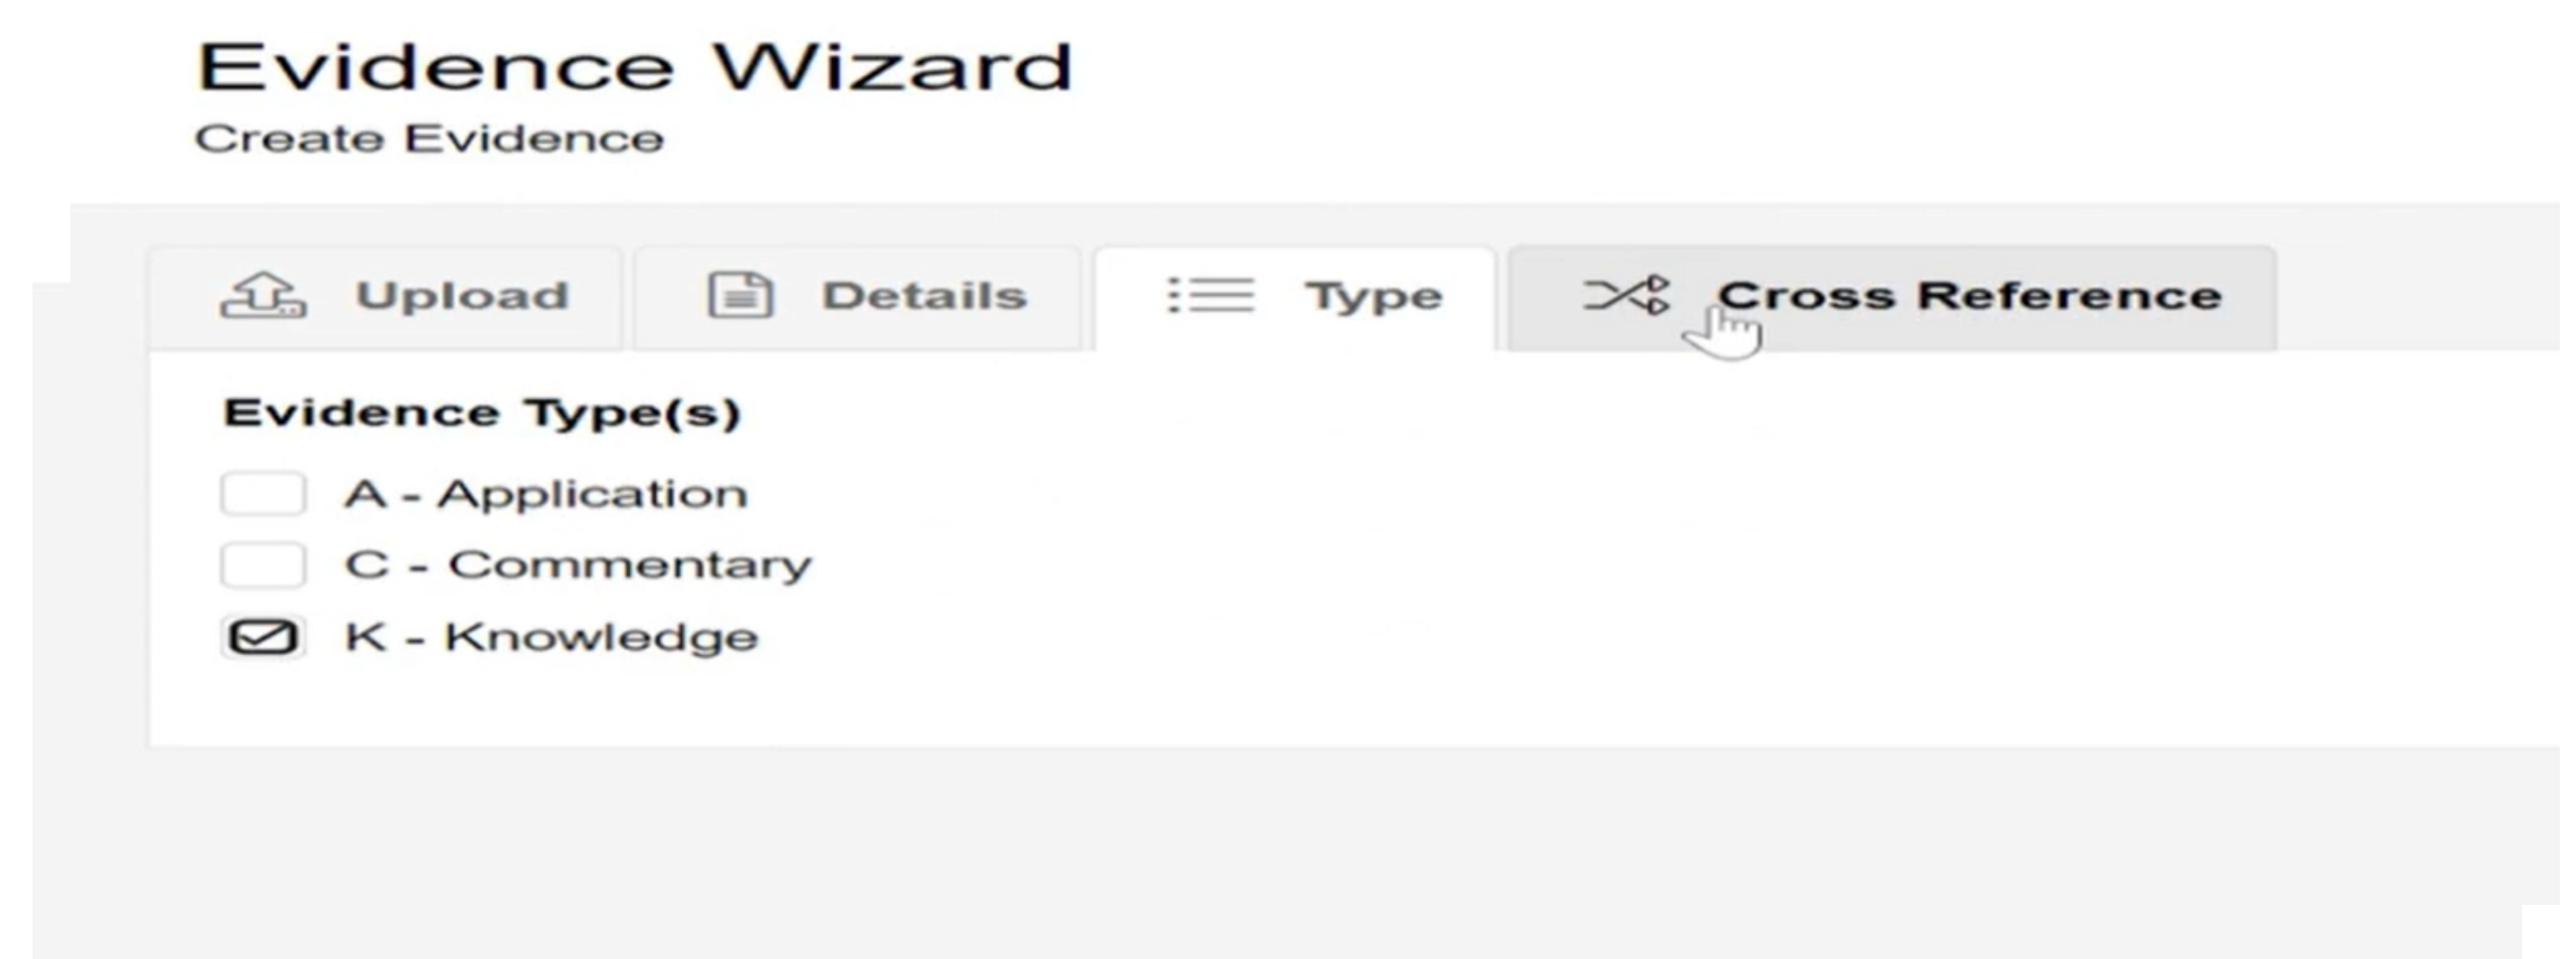 Evidence Wizard
Create Evidence
Upload Details Type Cross Reference
Evidence Type(s)
A - Application
C - Commentary
K - Knowledge